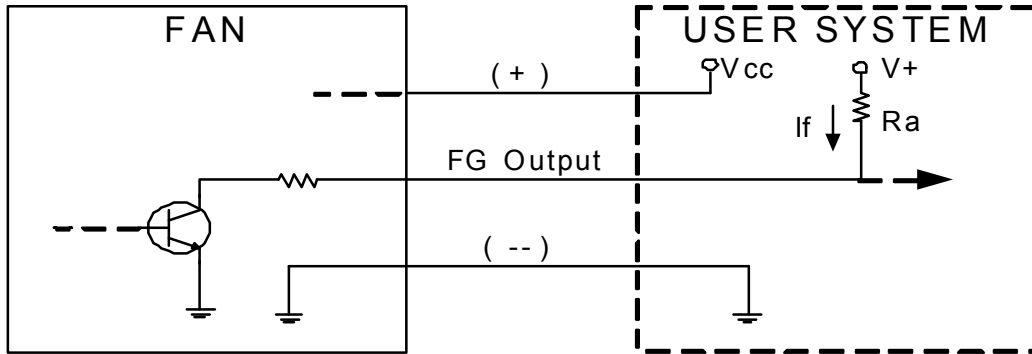 FAN
USER SYSTEM
(+)
Vcc
V+
If
Ra
FG Output
(--)